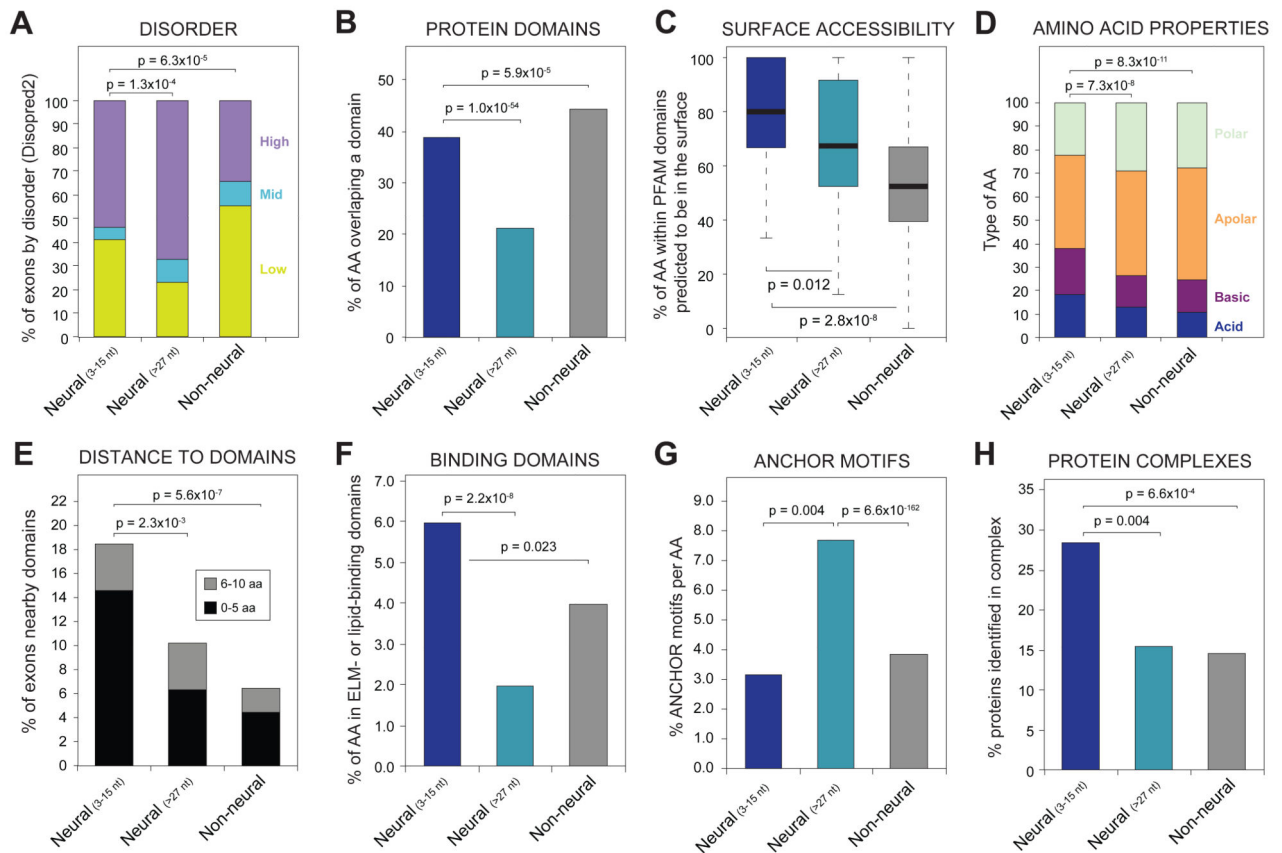 A
DISORDER
% of exons by disorder (Disopred2)
p = 6.3x10-5
p = 1.3x10-4
100
90
80
70
60
50
40
30
20
10
0
High
Mid
Low
Neural (3-15 nt)
Neural (>27 nt)
Non-neural
B
PROTEIN DOMAINS
% of AA overlaping a domain
p = 5.9x10-5
p = 1.0x10-54
50
40
30
20
10
0
Neural (3-15 nt)
Neural (>27 nt)
Non-neural
C
SURFACE ACCESSIBILITY
% of AA within PFAM domains
predicted to be in the surface
100
80
60
40
20
0
p = 0.012
p = 2.8x10-8
Neural (3-15 nt)
Neural (>27 nt)
Non-neural
D
AMINO ACID PROPERTIES
Type of AA
p = 8.3x10-11
p = 7.3x10-8
100
90
80
70
60
50
40
30
20
10
0
Polar
Apolar
Basic
Acid
Neural (3-15 nt)
Neural (>27 nt)
Non-neural
E
DISTANCE TO DOMAINS
% of exons nearby domains
p = 5.6x10-7
p = 2.3x10-3
22
20
18
16
14
12
10
8
6
4
2
0
6-10 aa
0-5 aa
Neural (3-15 nt)
Neural (>27 nt)
Non-neural
F
BINDING DOMAINS
% of AA in ELM- or lipid-binding domains
7.0
6.0
5.0
4.0
3.0
2.0
1.0
0.0
p = 2.2x10-8
p = 0.023
Neural (3-15 nt)
Neural (>27 nt)
Non-neural
G
ANCHOR MOTIFS
% ANCHOR motifs per AA
9.0
8.0
7.0
6.0
5.0
4.0
3.0
2.0
1.0
0.0
p = 0.004
p = 6.6x10-162
Neural (3-15 nt)
Neural (>27 nt)
Non-neural
H
PROTEIN COMPLEXES
% proteins identified in complex
35
30
25
20
15
10
5
0
p = 6.6x10-4
p = 0.004
Neural (3-15 nt)
Neural (>27 nt)
Non-neural